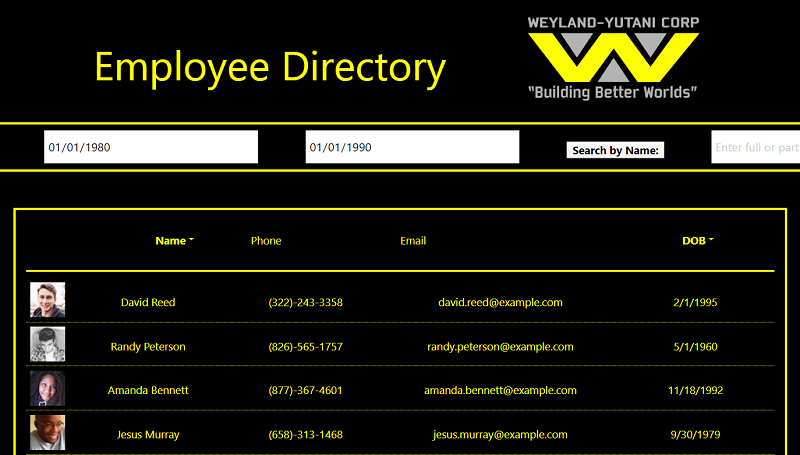 WEYLAND-YUTANI CORP
Employee Directory
"Building Better Worlds"
01/01/1980 01/01/1990 Search by Name: Enter full or part
Name Phone Email DOB
David Reed (322)-243-3358 david.reed@example.com 2/1/1995
Randy Peterson (826)-565-1757 randy.peterson@example.com 5/1/1960
Amanda Bennett (877)-367-4601 amanda.bennett@example.com 11/18/1992
Jesus Murray (658)-313-1468 jesus.murray@example.com 9/30/1979